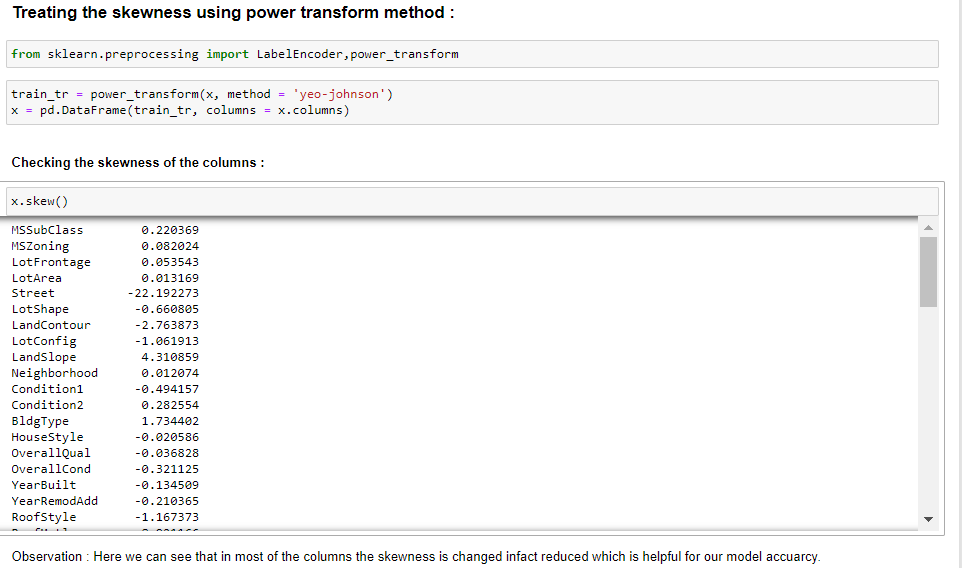 Treating the skewness using power transform method :
from sklearn.preprocessing import LabelEncoder,power_transform
train_tr = power_transform(x, method = 'yeo-johnson')
x = pd.DataFrame(train_tr, columns = x.columns)
Checking the skewness of the columns :
x.skew()
MSSubClass 0.220369
MSZoning 0.082024
LotFrontage 0.053543
LotArea 0.013169
Street -22.192273
LotShape -0.660805
LandContour -2.763873
LotConfig -1.061913
LandSlope 4.310859
Neighborhood 0.012074
Condition1 -0.494157
Condition2 0.282554
BldgType 1.734402
HouseStyle -0.020586
OverallQual -0.036828
OverallCond -0.321125
YearBuilt -0.134509
YearRemodAdd -0.210365
RoofStyle -1.167373
Observation : Here we can see that in most of the columns the skewness is changed infact reduced which is helpful for our model accuarcy.